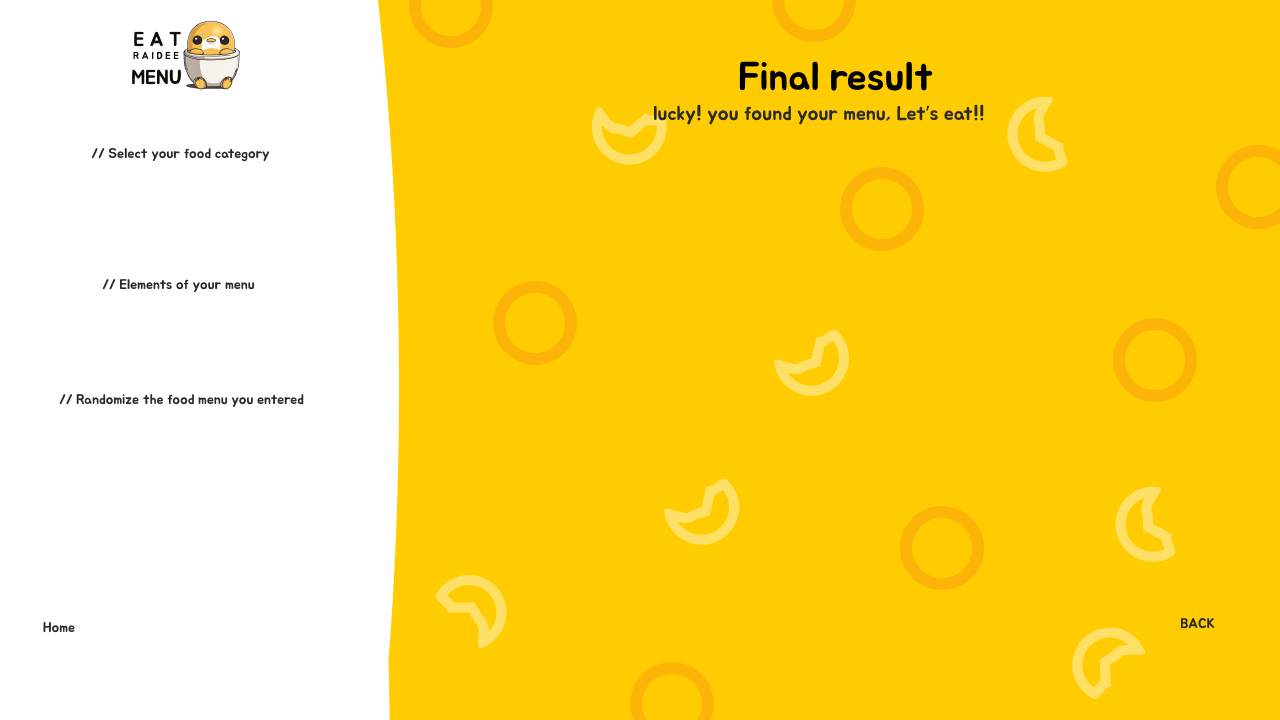 EAT
RAIDEE
MENU
// Select your food category
// Elements of your menu
// Randomize the food menu you entered
Home
Final result
lucky! you found your menu, Let's eat!!
BACK